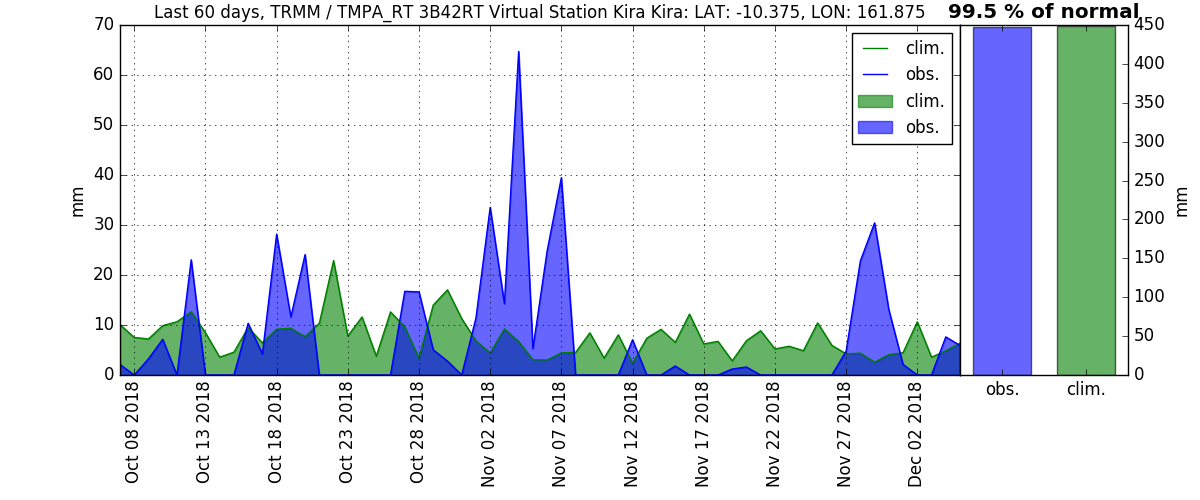 Last 60 days, TRMM / TMPA_RT 3B42RT Virtual Station Kira Kira: LAT: -10.375, LON: 161.875
99.5 % of normal
70
60
50
40
30
20
10
0
mm
clim.
obs.
clim.
obs.
450
400
350
300
250
200
150
100
50
0
mm
obs.
clim.
Oct 08 2018
Oct 13 2018
Oct 18 2018
Oct 23 2018
Oct 28 2018
Nov 02 2018
Nov 07 2018
Nov 12 2018
Nov 17 2018
Nov 22 2018
Nov 27 2018
Dec 02 2018